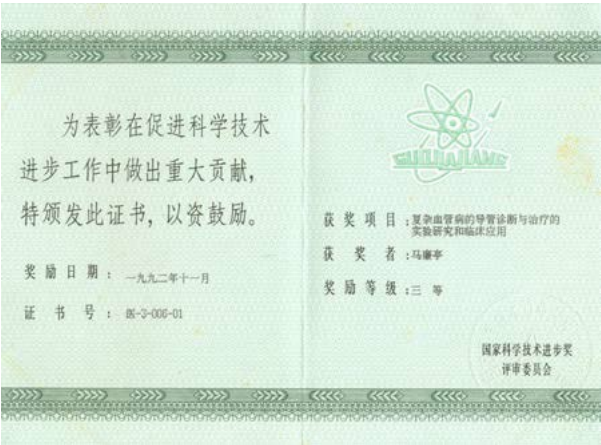 为表彰在促进科学技术
进步工作中做出重大贡献，
特颁发此证书，以资鼓励。
奖励日期：一九九二年十一月
证书号：医-3-006-01
获奖项目：复杂血管病的导管诊断与治疗的
实验研究和临床应用
获奖者：马廉亭
奖励等级：三等
国家科学技术进步奖
评审委员会